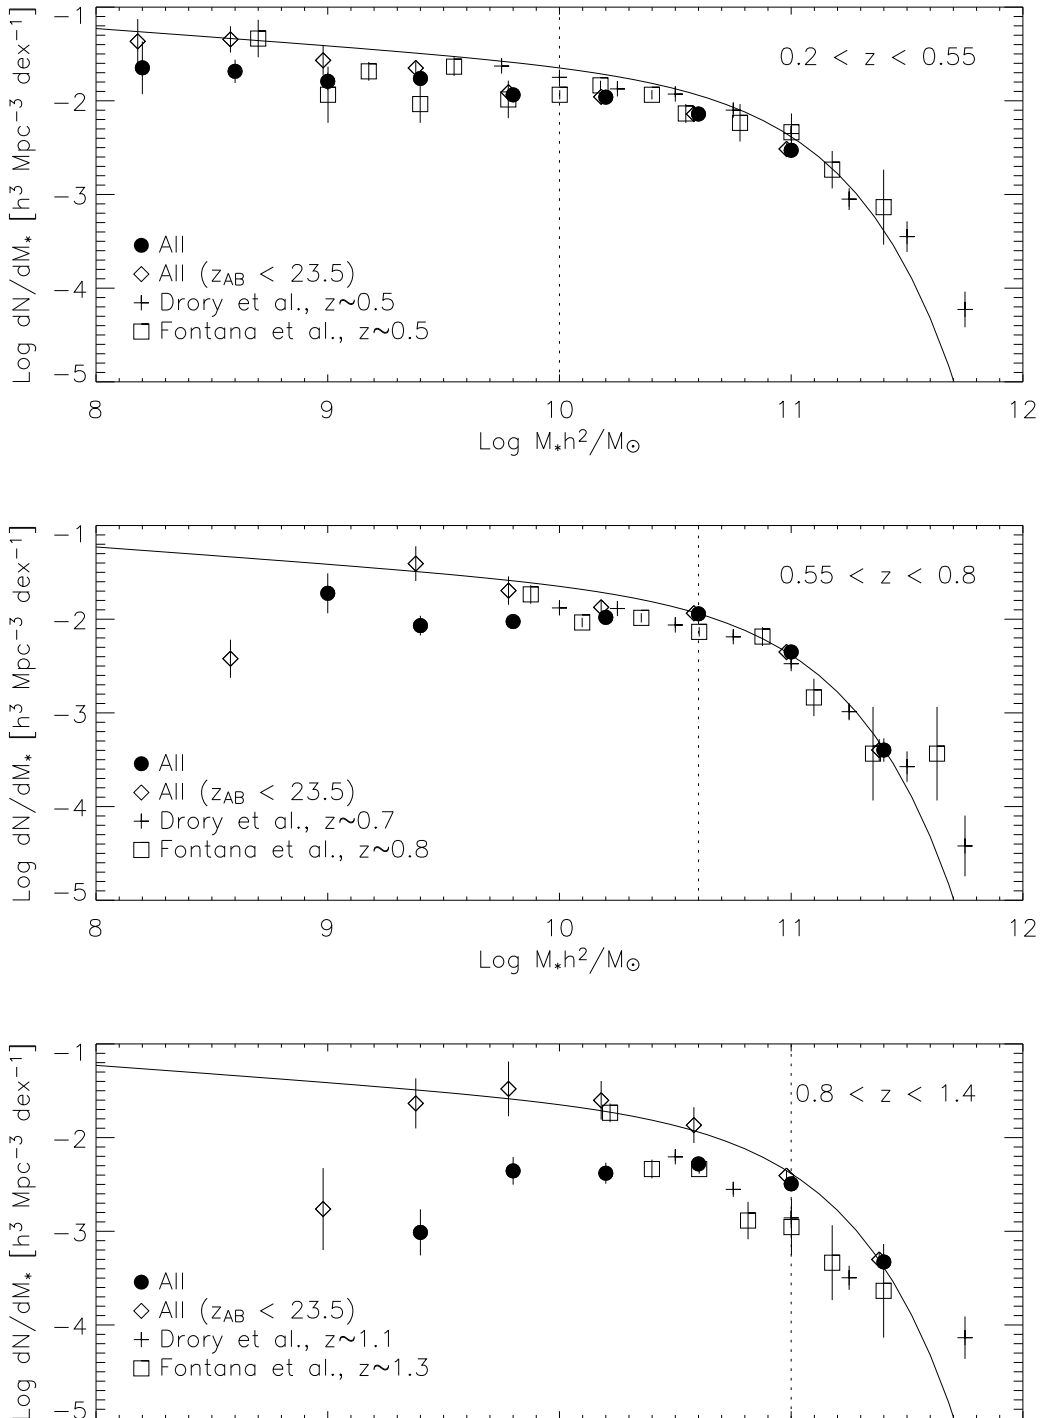 −1
−2
−3
−4
−5
Log dN/dM* [h³ Mpc⁻³ dex⁻¹]
0.2 < z < 0.55
All
All (z_AB < 23.5)
Drory et al., z~0.5
Fontana et al., z~0.5
8 9 10 11 12
Log M*h²/M☉
−1
−2
−3
−4
−5
Log dN/dM* [h³ Mpc⁻³ dex⁻¹]
0.55 < z < 0.8
All
All (z_AB < 23.5)
Drory et al., z~0.7
Fontana et al., z~0.8
8 9 10 11 12
Log M*h²/M☉
−1
−2
−3
−4
−5
Log dN/dM* [h³ Mpc⁻³ dex⁻¹]
0.8 < z < 1.4
All
All (z_AB < 23.5)
Drory et al., z~1.1
Fontana et al., z~1.3